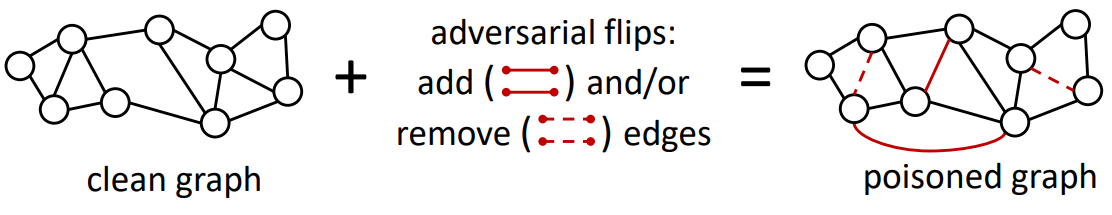 adversarial flips:
+ add ( ) and/or =
remove ( ) edges
clean graph
poisoned graph